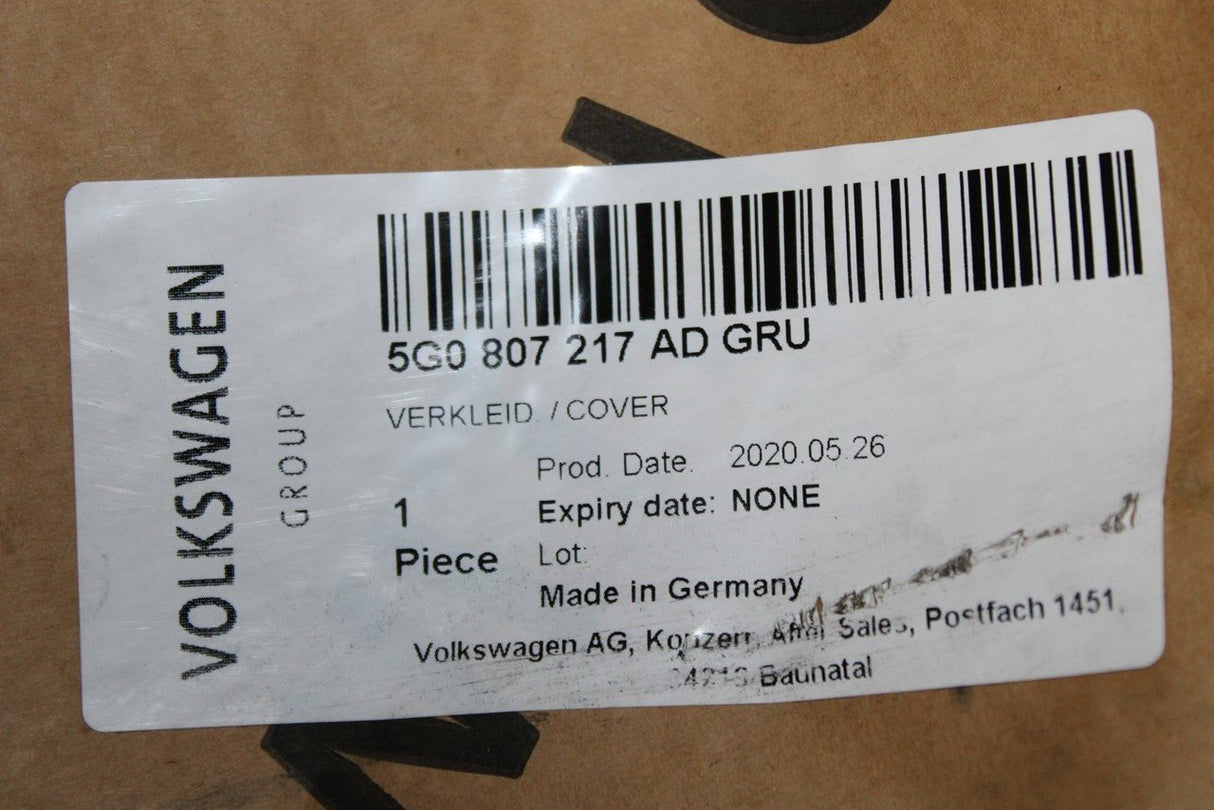 VOLKSWAGEN
GROUP
5G0 807 217 AD GRU
VERKLEID. / COVER
Prod. Date. 2020.05.26
1 Expiry date: NONE
Piece Lot:
Made in Germany
Volkswagen AG, Konzern After Sales, Postfach 1451,
Baunatal